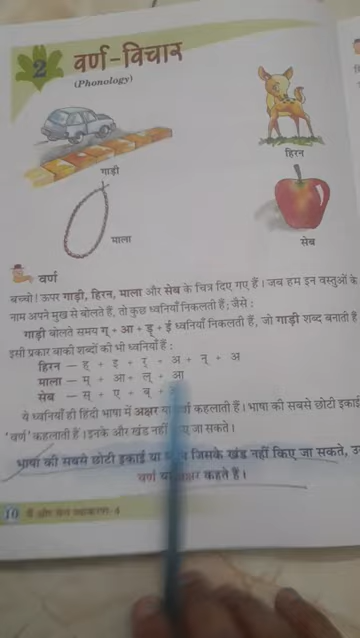 2 वर्ण-विचार
(Phonology)
गाड़ी
हिरन
माला
सेब
वर्ण
बच्चो! ऊपर गाड़ी, हिरन, माला और सेब के चित्र दिए गए हैं। जब हम इन वस्तुओं के
नाम अपने मुख से बोलते हैं, तो कुछ ध्वनियाँ निकलती हैं; जैसे :
गाड़ी बोलते समय ग् + आ + ड़् + ई ध्वनियाँ निकलती हैं, जो गाड़ी शब्द बनाती हैं
इसी प्रकार बाकी शब्दों की भी ध्वनियाँ हैं :
हिरन – ह् + इ + र् + अ + न् + अ
माला – म् + आ + ल् + आ
सेब – स् + ए + ब् +
ये ध्वनियाँ ही हिंदी भाषा में अक्षर या वर्ण कहलाती हैं। भाषा की सबसे छोटी इकाई
'वर्ण' कहलाती हैं। इनके और खंड नहीं किए जा सकते।
भाषा की सबसे छोटी इकाई या जिसके खंड नहीं किए जा सकते,
वर्ण या अक्षर कहते हैं।
10